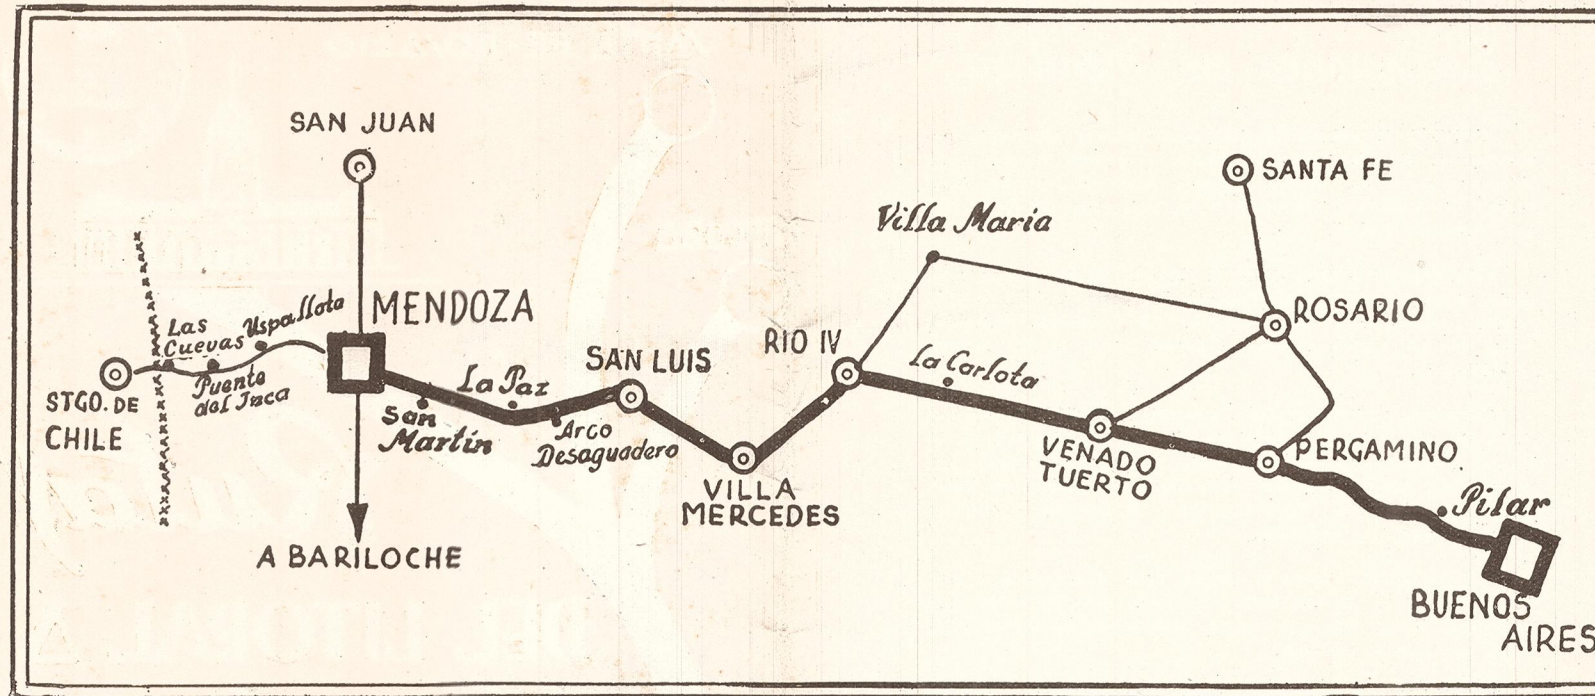 SAN JUAN
SANTA FE
Villa Maria
MENDOZA
ROSARIO
Las
Cuevas
Uspallata
Puente
del Inca
STGO. DE
CHILE
La Paz
San
Martín
Arco
Desaguadero
SAN LUIS
RIO IV
La Carlota
VILLA
MERCEDES
VENADO
TUERTO
PERGAMINO
Pilar
A BARILOCHE
BUENOS
AIRES